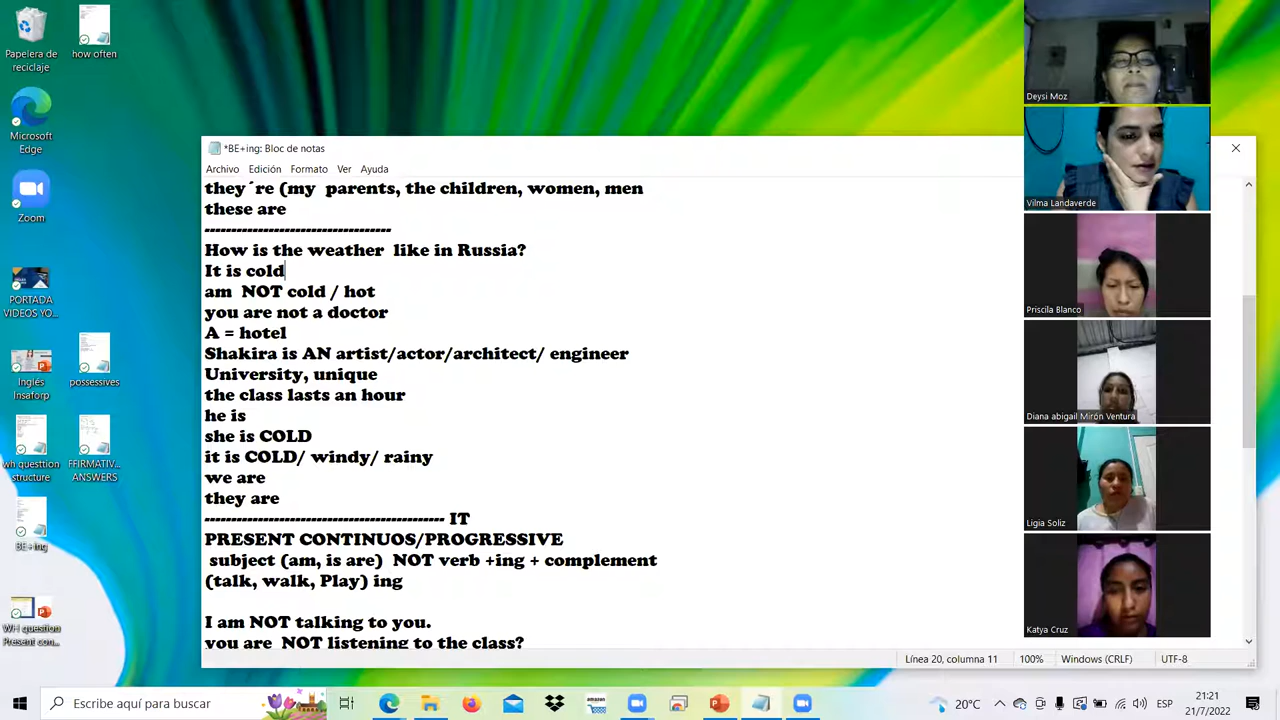 Papelera de
reciclaje
how often
Microsoft
Edge
Zoom
PORTADA
VIDEOS YO...
Inglés
Insaforp
possessives
wh questtion
structure
FFIRMATIV...
ANSWERS
BE+ing
WH question
Present con...
*BE+ing: Bloc de notas
Archivo Edición Formato Ver Ayuda
they´re (my parents, the children, women, men
these are
-----------------------------------
How is the weather like in Russia?
It is cold
am NOT cold / hot
you are not a doctor
A = hotel
Shakira is AN artist/actor/architect/ engineer
University, unique
the class lasts an hour
he is
she is COLD
it is COLD/ windy/ rainy
we are
they are
--------------------------------------------- IT
PRESENT CONTINUOS/PROGRESSIVE
subject (am, is are) NOT verb +ing + complement
(talk, walk, Play) ing
I am NOT talking to you.
you are NOT listening to the class?
Línea 20, columna 11 100% Windows (CRLF) UTF-8
Deysi Moz
Vilma Landaverde
Priscila Blanco
Diana abigail Mirón Ventura
Ligia Soliz
Katya Cruz
Escribe aquí para buscar
amazon
20°C
ESP
21:21
21/7/2022